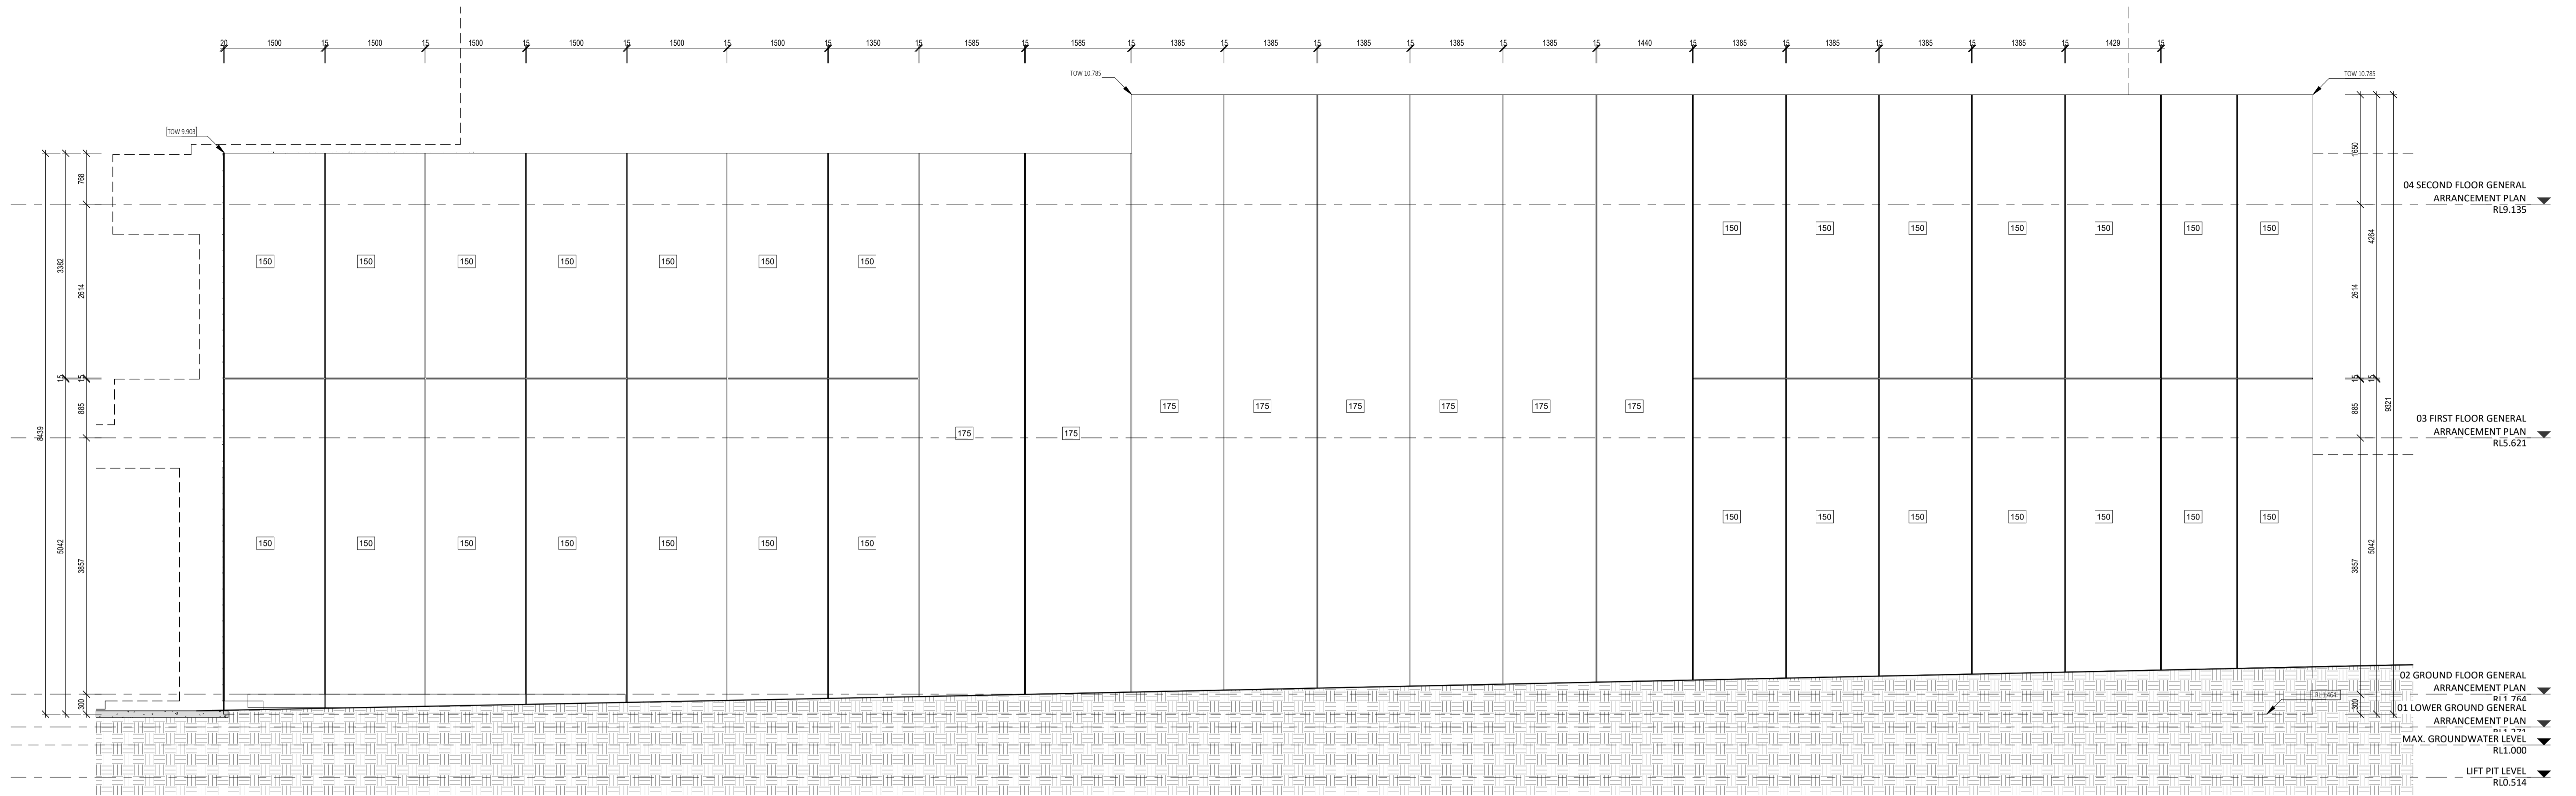 20 1500 15 1500 15 1500 15 1500 15 1500 15 1500 15 1350 15 1585 15 1585 15 1385 15 1385 15 1385 15 1385 15 1385 15 1440 15 1385 15 1385 15 1385 15 1385 15 1429 15
TOW 10.785
TOW 10.785
TOW 9.903
768
1650
04 SECOND FLOOR GENERAL
ARRANCEMENT PLAN
RL9.135
150 150 150 150 150 150 150
4264
150 150 150 150 150 150 150
3382
2614
2614
15 15
15 15
175 175 175 175 175 175
885
885
9321
03 FIRST FLOOR GENERAL
ARRANCEMENT PLAN
RL5.621
8439
175 175
150 150 150 150 150 150 150
150 150 150 150 150 150 150
5042
3857
5042
3857
02 GROUND FLOOR GENERAL
ARRANCEMENT PLAN
RL1.764
300
300
01 LOWER GROUND GENERAL
ARRANCEMENT PLAN
MAX. GROUNDWATER LEVEL
RL1.000
LIFT PIT LEVEL
RL0.514